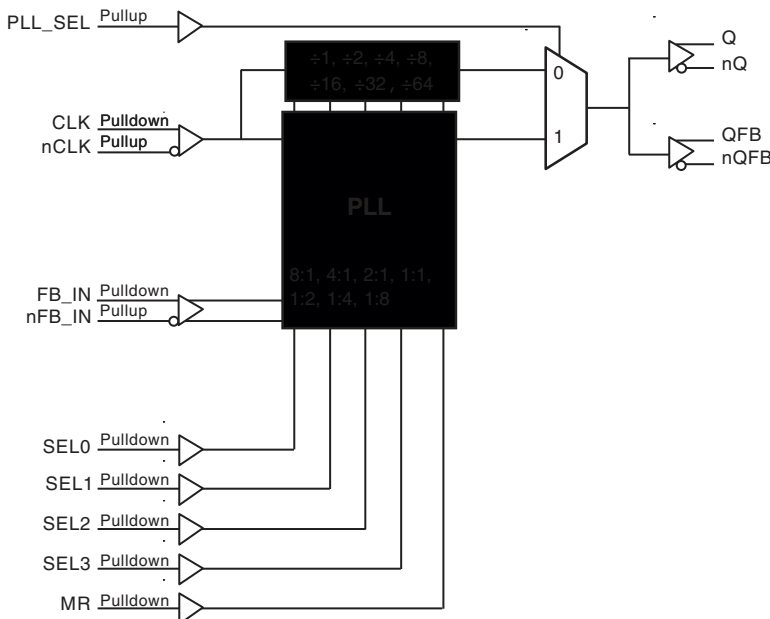 PLL_SEL Pullup
÷1, ÷2, ÷4, ÷8,
÷16, ÷32, ÷64
0
Q
nQ
CLK Pulldown
nCLK Pullup
1
QFB
nQFB
PLL
8:1, 4:1, 2:1, 1:1,
1:2, 1:4, 1:8
FB_IN Pulldown
nFB_IN Pullup
SEL0 Pulldown
SEL1 Pulldown
SEL2 Pulldown
SEL3 Pulldown
MR Pulldown